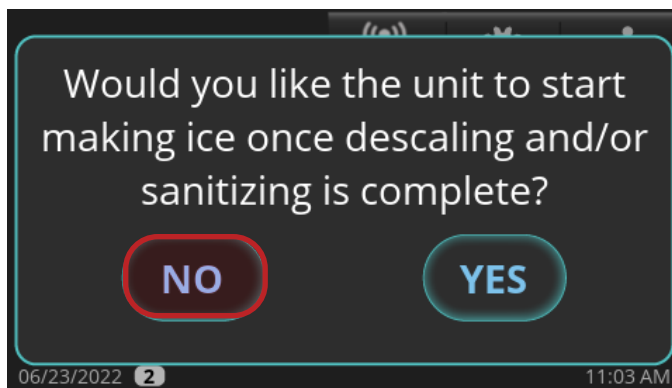 Would you like the unit to start
making ice once descaling and/or
sanitizing is complete?
NO YES
06/23/2022 2 11:03 AM